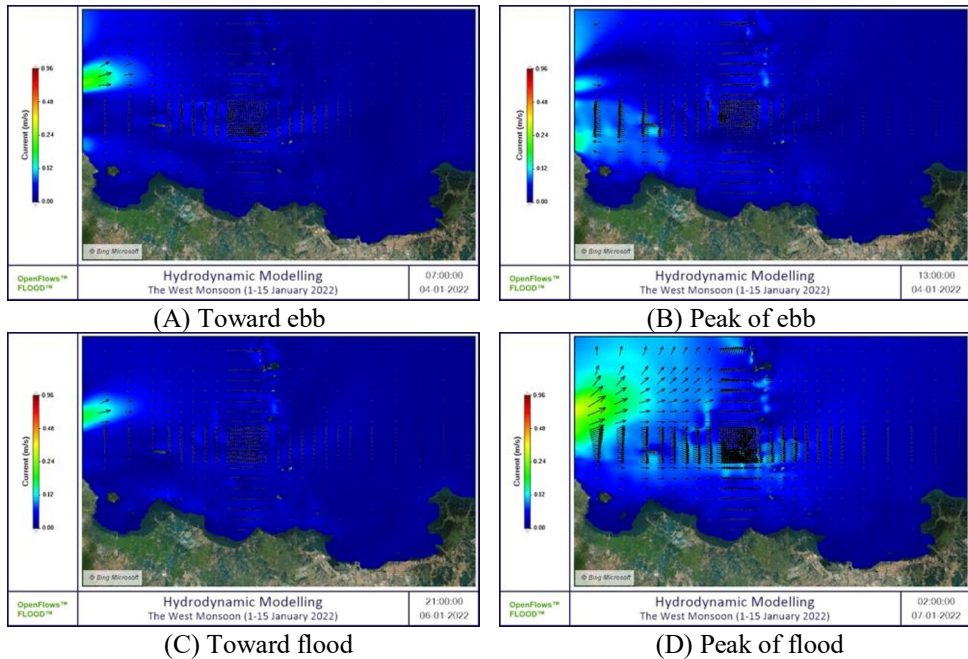 Current (m/s)
0.96
0.48
0.24
0.12
0.00
© Bing Microsoft
OpenFlows™
FLOOD™
Hydrodynamic Modelling
The West Monsoon (1-15 January 2022)
07:00:00
04-01-2022
(A) Toward ebb
Current (m/s)
0.96
0.48
0.24
0.12
0.00
© Bing Microsoft
OpenFlows™
FLOOD™
Hydrodynamic Modelling
The West Monsoon (1-15 January 2022)
13:00:00
04-01-2022
(B) Peak of ebb
Current (m/s)
0.96
0.48
0.24
0.12
0.00
© Bing Microsoft
OpenFlows™
FLOOD™
Hydrodynamic Modelling
The West Monsoon (1-15 January 2022)
21:00:00
06-01-2022
(C) Toward flood
Current (m/s)
0.96
0.48
0.24
0.12
0.00
© Bing Microsoft
OpenFlows™
FLOOD™
Hydrodynamic Modelling
The West Monsoon (1-15 January 2022)
02:00:00
07-01-2022
(D) Peak of flood